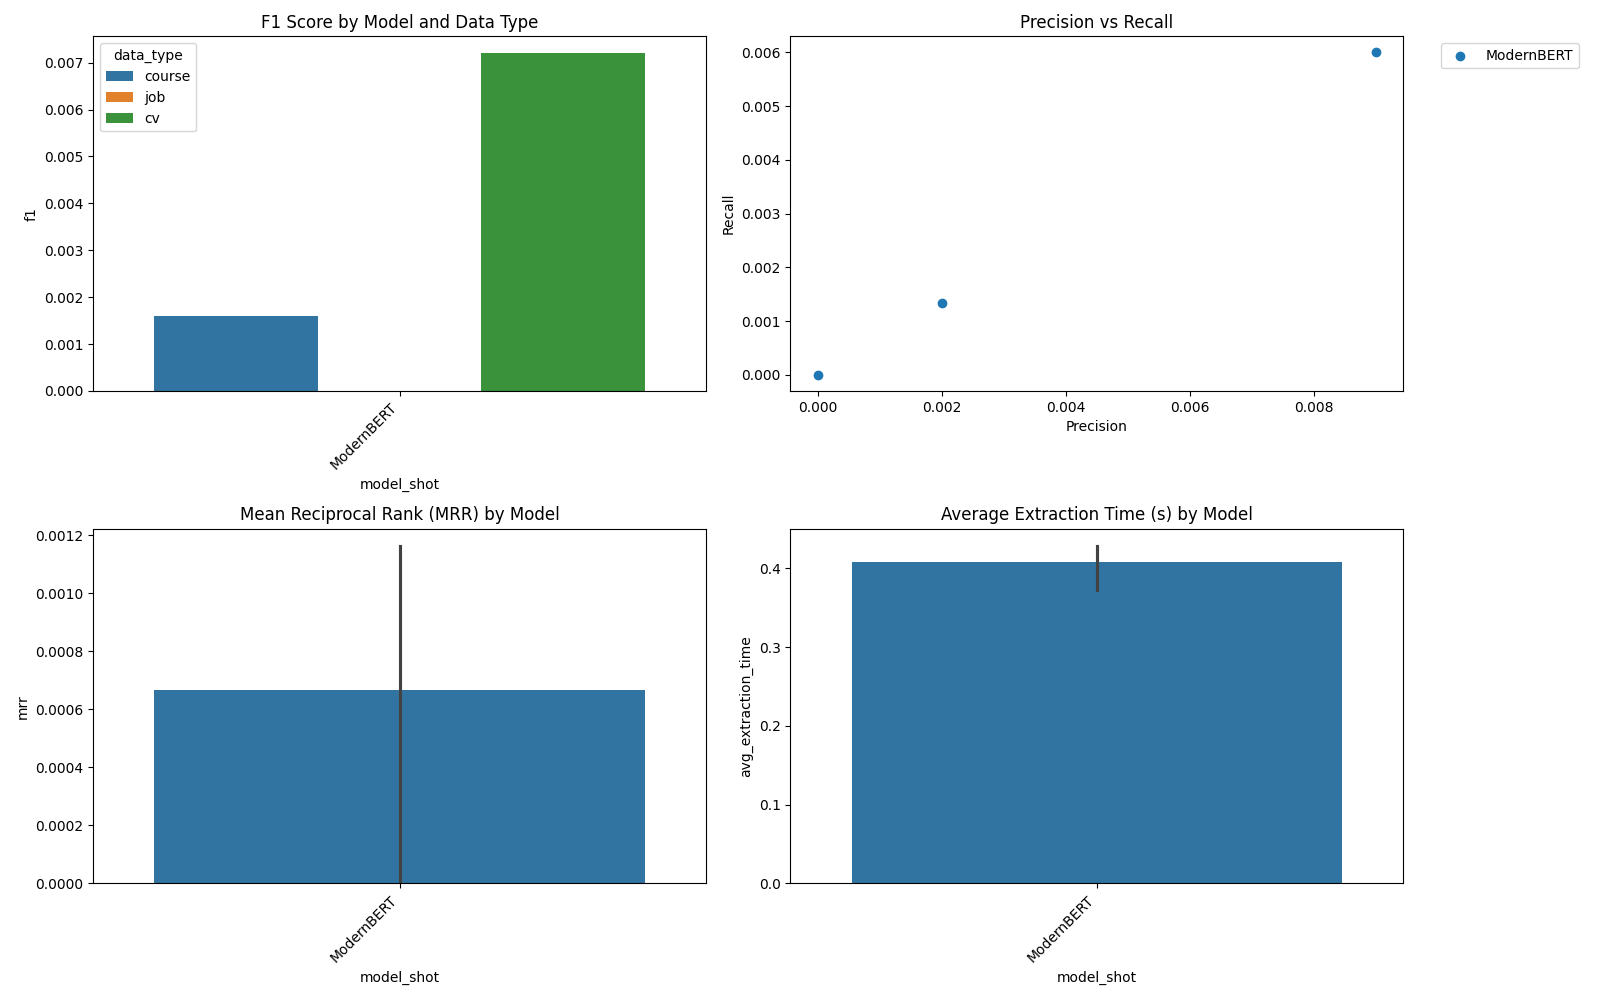 F1 Score by Model and Data Type
data_type
course
job
cv
0.007
0.006
0.005
0.004
0.003
0.002
0.001
0.000
f1
ModernBERT
model_shot
Precision vs Recall
ModernBERT
0.006
0.005
0.004
0.003
0.002
0.001
0.000
Recall
0.000 0.002 0.004 0.006 0.008
Precision
Mean Reciprocal Rank (MRR) by Model
0.0012
0.0010
0.0008
0.0006
0.0004
0.0002
0.0000
mrr
ModernBERT
model_shot
Average Extraction Time (s) by Model
0.4
0.3
0.2
0.1
0.0
avg_extraction_time
ModernBERT
model_shot